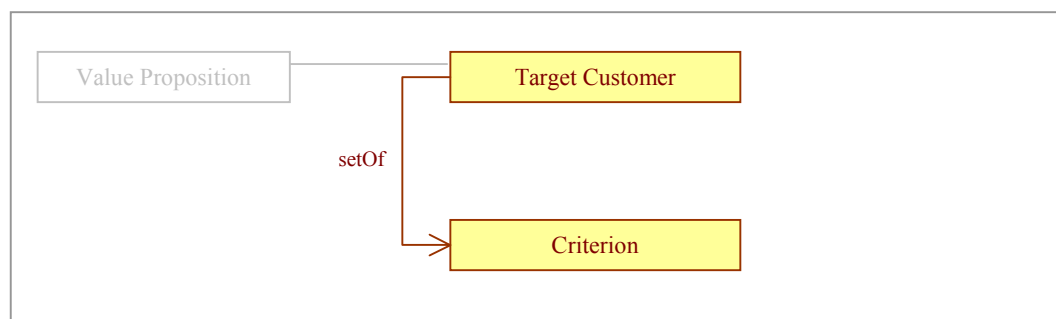 Value Proposition
Target Customer
setOf
Criterion